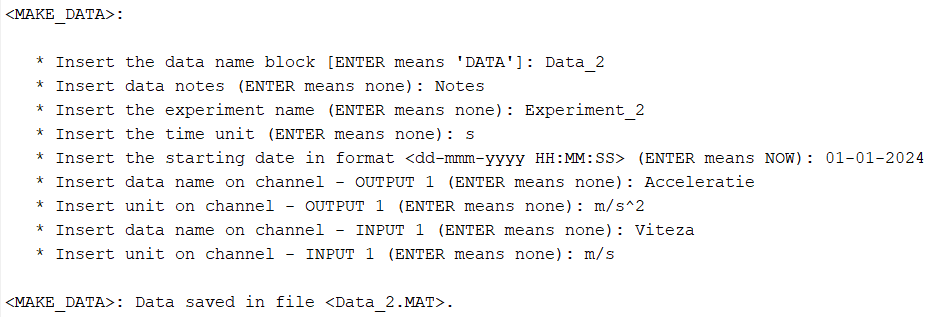 <MAKE_DATA>:
* Insert the data name block [ENTER means 'DATA']: Data_2
* Insert data notes (ENTER means none): Notes
* Insert the experiment name (ENTER means none): Experiment_2
* Insert the time unit (ENTER means none): s
* Insert the starting date in format <dd-mmm-yyyy HH:MM:SS> (ENTER means NOW): 01-01-2024
* Insert data name on channel - OUTPUT 1 (ENTER means none): Acceleratie
* Insert unit on channel - OUTPUT 1 (ENTER means none): m/s^2
* Insert data name on channel - INPUT 1 (ENTER means none): Viteza
* Insert unit on channel - INPUT 1 (ENTER means none): m/s
<MAKE_DATA>: Data saved in file <Data_2.MAT>.